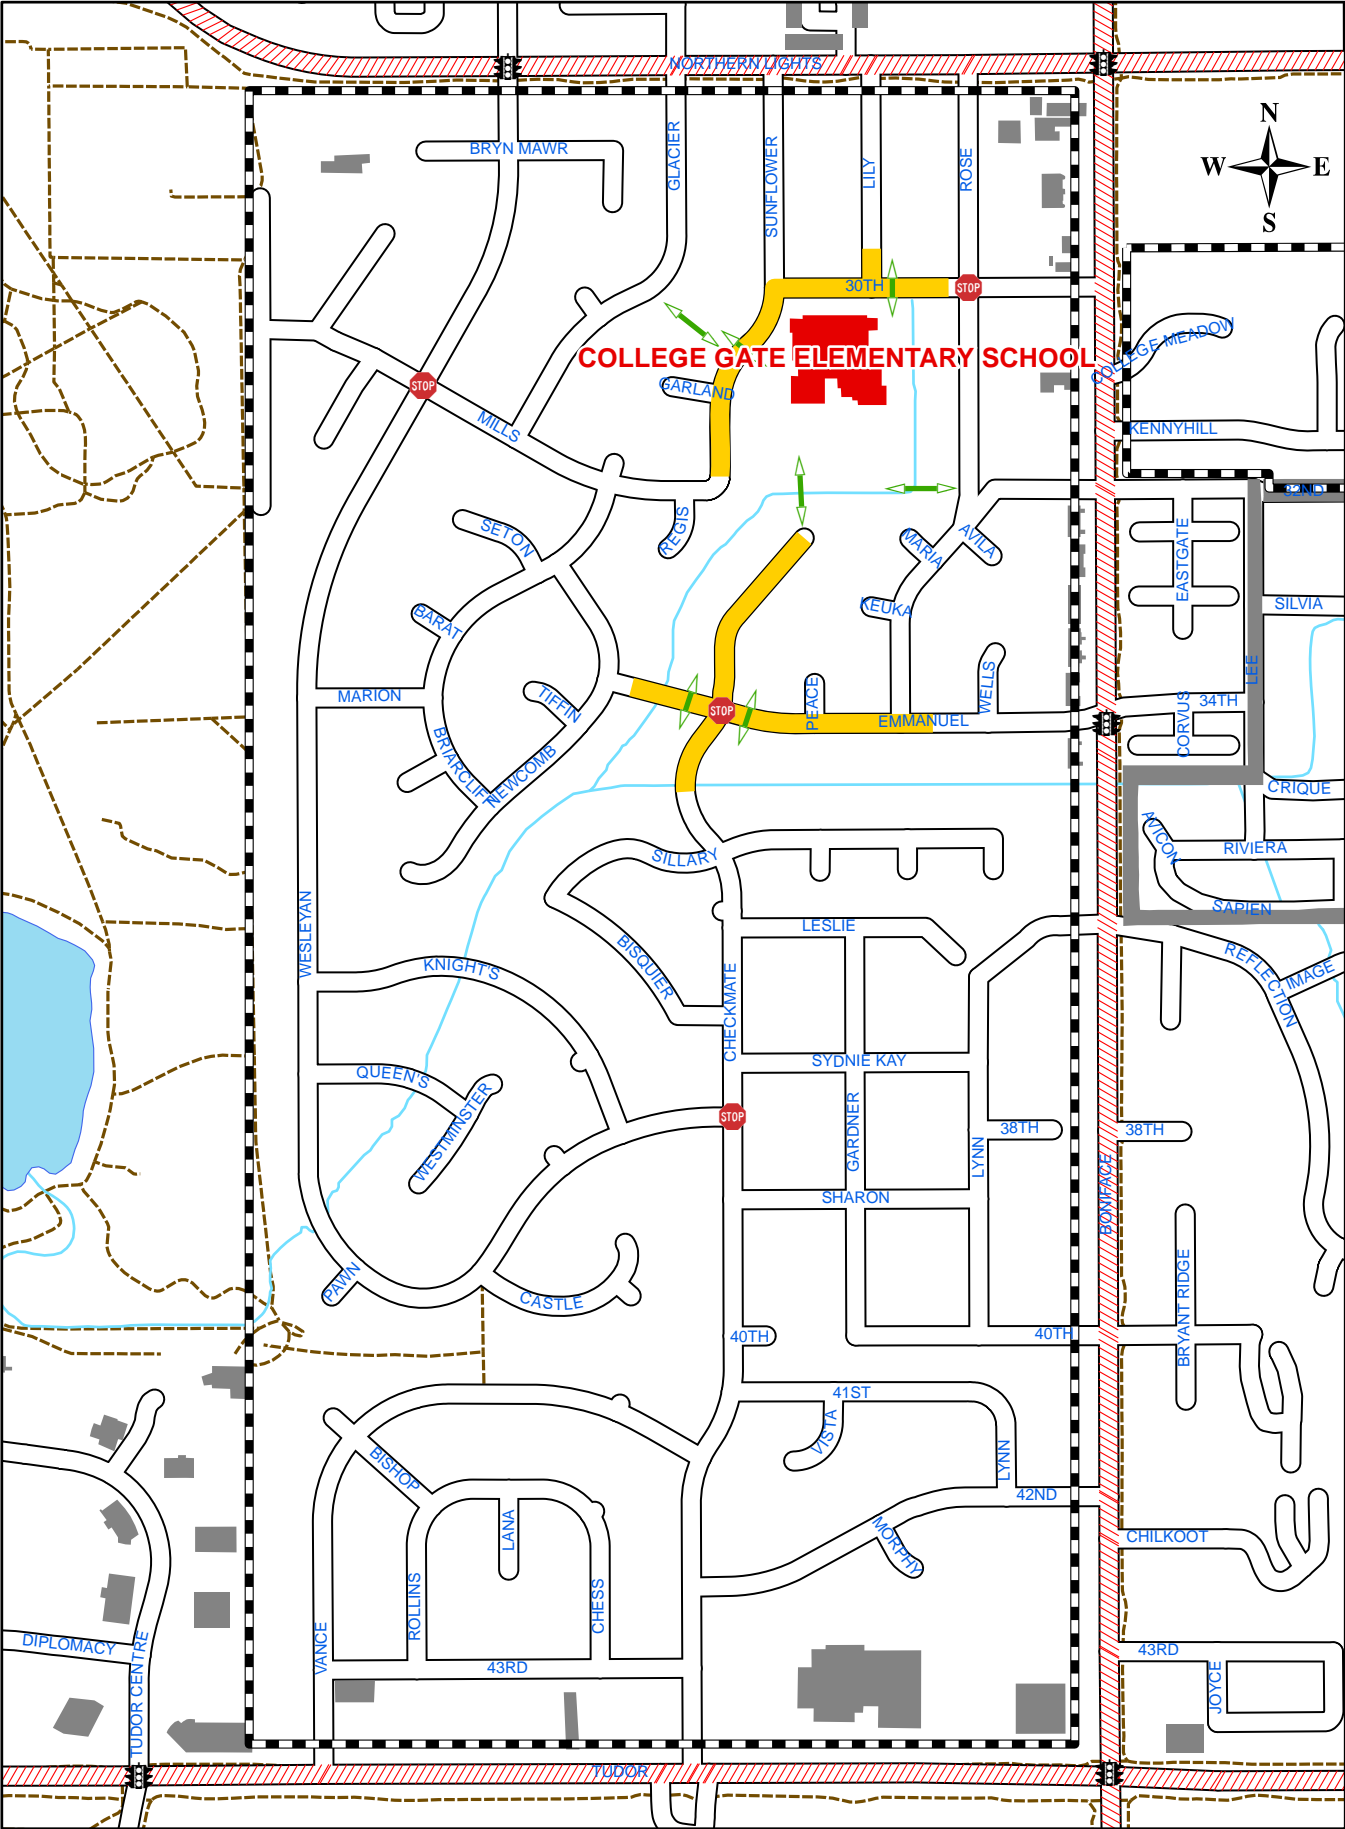 NORTHERN LIGHTS
BRYN MAWR
GLACIER
SUNFLOWER
LILY
ROSE
N
W
E
S
30TH
STOP
COLLEGE GATE ELEMENTARY SCHOOL
COLLEGE MEADOW
GARLAND
STOP
MILLS
KENNYHILL
32ND
SETON
REGIS
MARIA
AVILA
EASTGATE
BARAT
KEUKA
SILVIA
MARION
TIFFIN
PEACE
WELLS
LEE
STOP
EMMANUEL
CORVUS
34TH
BRIARCLIFF
NEWCOMB
CRIQUE
AVICON
RIVIERA
SILLARY
SAPIEN
WESLEYAN
LESLIE
BISQUIER
KNIGHT'S
CHECKMATE
REFLECTION
IMAGE
SYDNIE KAY
QUEEN'S
WESTMINSTER
STOP
GARDNER
LYNN
38TH
38TH
BONIFACE
SHARON
PAWN
CASTLE
BRYANT RIDGE
40TH
40TH
41ST
VISTA
LYNN
BISHOP
42ND
LANA
MORPHY
CHILKOOT
ROLLINS
CHESS
VANCE
DIPLOMACY
TUDOR CENTRE
43RD
43RD
JOYCE
TUDOR